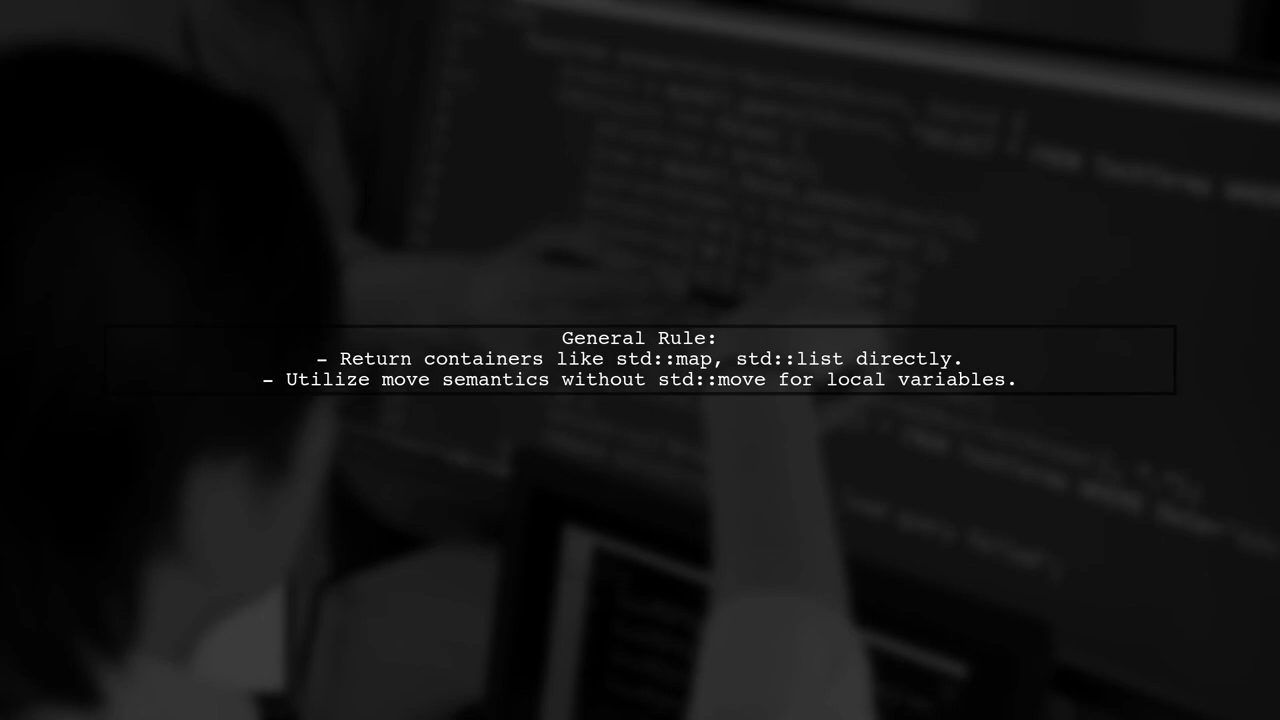 General Rule:
- Return containers like std::map, std::list directly.
- Utilize move semantics without std::move for local variables.